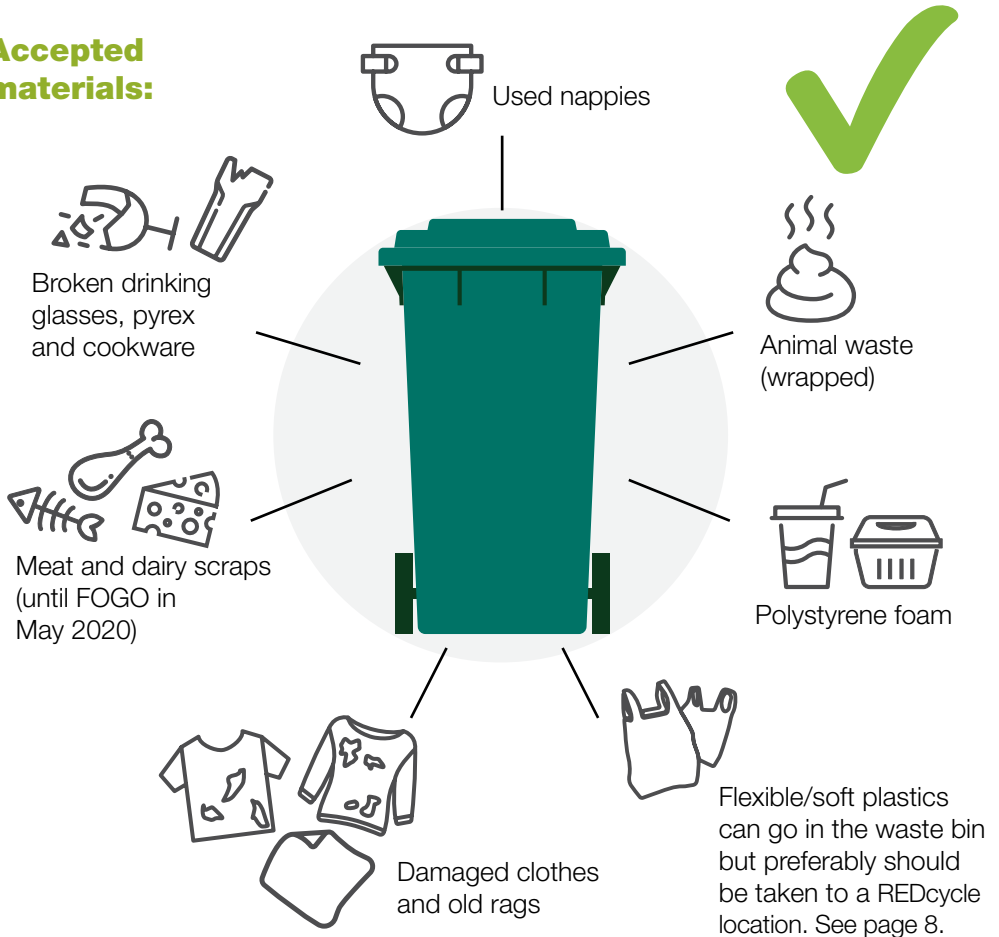 Accepted
materials:
Used nappies
Broken drinking
glasses, pyrex
and cookware
Animal waste
(wrapped)
Meat and dairy scraps
(until FOGO in
May 2020)
Polystyrene foam
Damaged clothes
and old rags
Flexible/soft plastics
can go in the waste bin
but preferably should
be taken to a REDcycle
location. See page 8.